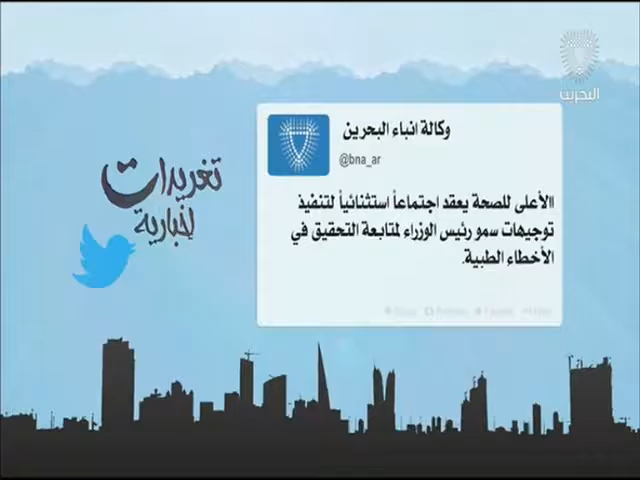 البحرين
تغريدات
إخبارية
وكالة انباء البحرين
@bna_ar
االأعلى للصحة يعقد اجتماعاً استثنائياً لتنفيذ
توجيهات سمو رئيس الوزراء لمتابعة التحقيق في
الأخطاء الطبية.